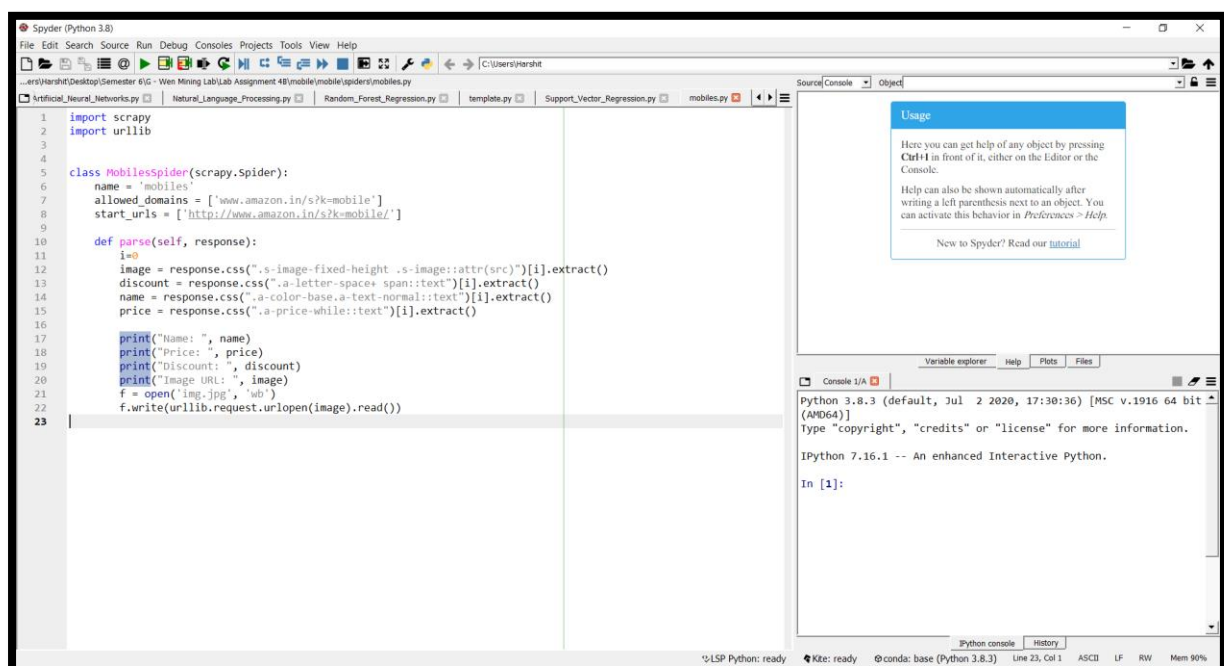 Spyder (Python 3.8)
File Edit Search Source Run Debug Consoles Projects Tools View Help
C:\Users\Harshit
...ers\Harshit\Desktop\Semester 6\G - Wen Mining Lab\Lab Assignment 4B\mobile\mobile\spiders\mobiles.py
Artificial_Neural_Networks.py Natural_Language_Processing.py Random_Forest_Regression.py template.py Support_Vector_Regression.py mobiles.py
1 import scrapy
2 import urllib
3
4
5 class MobilesSpider(scrapy.Spider):
6     name = 'mobiles'
7     allowed_domains = ['www.amazon.in/s?k=mobile']
8     start_urls = ['http://www.amazon.in/s?k=mobile/']
9
10     def parse(self, response):
11         i=0
12         image = response.css(".s-image-fixed-height .s-image::attr(src)")[i].extract()
13         discount = response.css(".a-letter-space+ span::text")[i].extract()
14         name = response.css(".a-color-base.a-text-normal::text")[i].extract()
15         price = response.css(".a-price-while::text")[i].extract()
16
17         print("Name: ", name)
18         print("Price: ", price)
19         print("Discount: ", discount)
20         print("Image URL: ", image)
21         f = open('img.jpg', 'wb')
22         f.write(urllib.request.urlopen(image).read())
23
Source Console Object
Usage
Here you can get help of any object by pressing
Ctrl+I in front of it, either on the Editor or the
Console.
Help can also be shown automatically after
writing a left parenthesis next to an object. You
can activate this behavior in Preferences > Help.
New to Spyder? Read our tutorial
Variable explorer Help Plots Files
Console 1/A
Python 3.8.3 (default, Jul  2 2020, 17:30:36) [MSC v.1916 64 bit
(AMD64)]
Type "copyright", "credits" or "license" for more information.
IPython 7.16.1 -- An enhanced Interactive Python.
In [1]:
IPython console History
LSP Python: ready Kite: ready conda: base (Python 3.8.3) Line 23, Col 1 ASCII LF RW Mem 90%